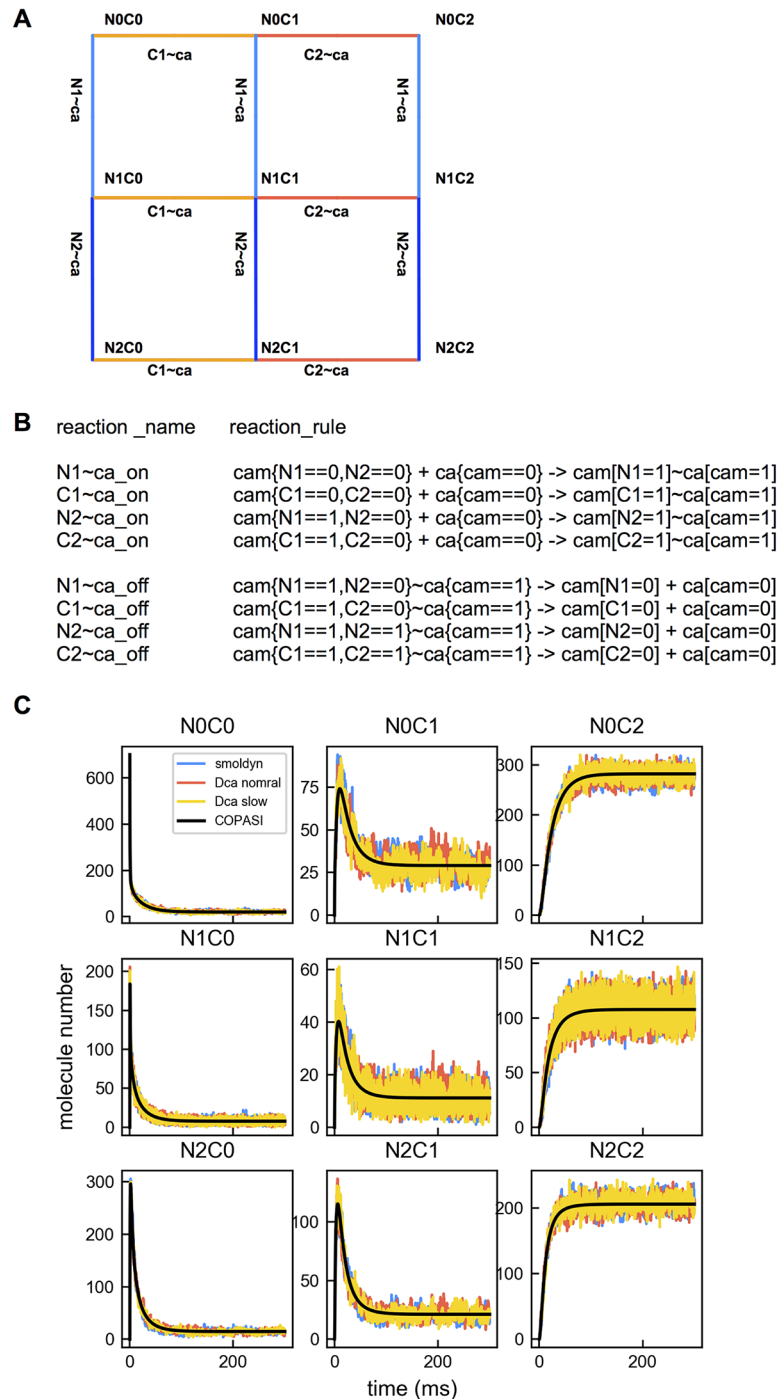 A
N0C0 N0C1 N0C2
C1~ca C2~ca
N1~ca N1~ca N1~ca
N1C0 N1C1 N1C2
C1~ca C2~ca
N2~ca N2~ca N2~ca
N2C0 N2C1 N2C2
C1~ca C2~ca
B
reaction _name reaction_rule
N1~ca_on cam{N1==0,N2==0} + ca{cam==0} -> cam[N1=1]~ca[cam=1]
C1~ca_on cam{C1==0,C2==0} + ca{cam==0} -> cam[C1=1]~ca[cam=1]
N2~ca_on cam{N1==1,N2==0} + ca{cam==0} -> cam[N2=1]~ca[cam=1]
C2~ca_on cam{C1==1,C2==0} + ca{cam==0} -> cam[C2=1]~ca[cam=1]
N1~ca_off cam{N1==1,N2==0}~ca{cam==1} -> cam[N1=0] + ca[cam=0]
C1~ca_off cam{C1==1,C2==0}~ca{cam==1} -> cam[C1=0] + ca[cam=0]
N2~ca_off cam{N1==1,N2==1}~ca{cam==1} -> cam[N2=0] + ca[cam=0]
C2~ca_off cam{C1==1,C2==1}~ca{cam==1} -> cam[C2=0] + ca[cam=0]
C
N0C0 N0C1 N0C2
smoldyn
Dca nomral
Dca slow
COPASI
600
400
200
0
75
50
25
0
300
200
100
0
N1C0 N1C1 N1C2
200
150
100
50
0
60
40
20
0
150
100
50
0
molecule number
N2C0 N2C1 N2C2
300
200
100
0
100
50
0
200
100
0
0 200 0 200 0 200
time (ms)